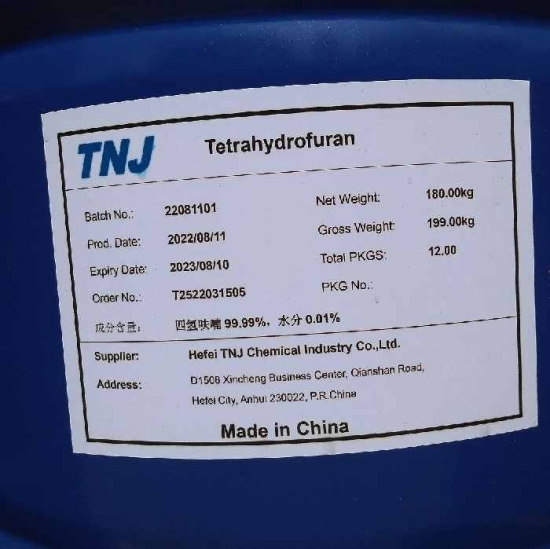 TNJ Tetrahydrofuran
Batch No.: 22081101 Net Weight: 180.00kg
Prod. Date: 2022/08/11 Gross Weight: 199.00kg
Expiry Date: 2023/08/10 Total PKGS: 12.00
Order No.: T2522031505 PKG No.:
成分含量: 四氢呋喃 99.99%, 水分 0.01%
Supplier: Hefei TNJ Chemical Industry Co.,Ltd.
Address: D1508 Xincheng Business Center, Qianshan Road,
Hefei City, Anhui 230022, P.R.China
Made in China